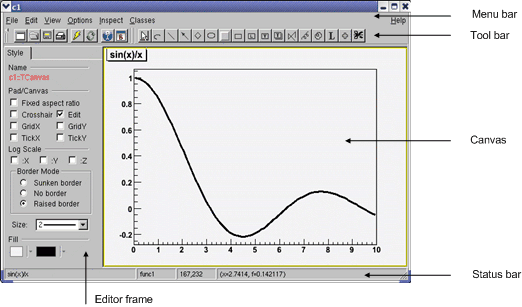 c1
File Edit View Options Inspect Classes Help
Menu bar
Tool bar
Style
Name
c1::TCanvas
Pad/Canvas
Fixed aspect ratio
Crosshair Edit
GridX GridY
TickX TickY
Log Scale
:X :Y :Z
Border Mode
Sunken border
No border
Raised border
Size: 2
Fill
sin(x)/x
1
0.8
0.6
0.4
0.2
0
-0.2
0 1 2 3 4 5 6 7 8 9 10
Canvas
sin(x)/x func1 167,232 (x=2.7414, f=0.142117)
Status bar
Editor frame